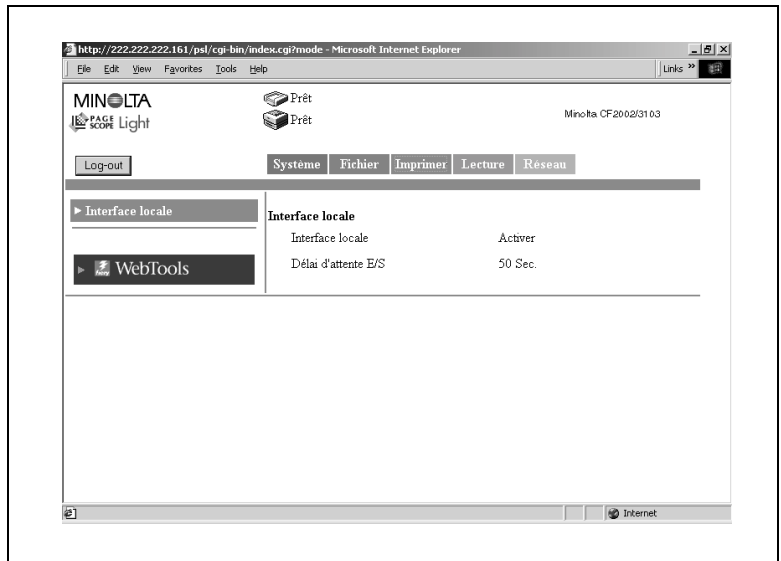 http://222.222.222.161/psl/cgi-bin/index.cgi?mode - Microsoft Internet Explorer
File Edit View Favorites Tools Help Links »
MINOLTA
PAGE SCOPE Light
Prêt
Prêt
Minolta CF2002/3103
Log-out
Système Fichier Imprimer Lecture Réseau
Interface locale
WebTools
Interface locale
Interface locale Activer
Délai d'attente E/S 50 Sec.
Internet